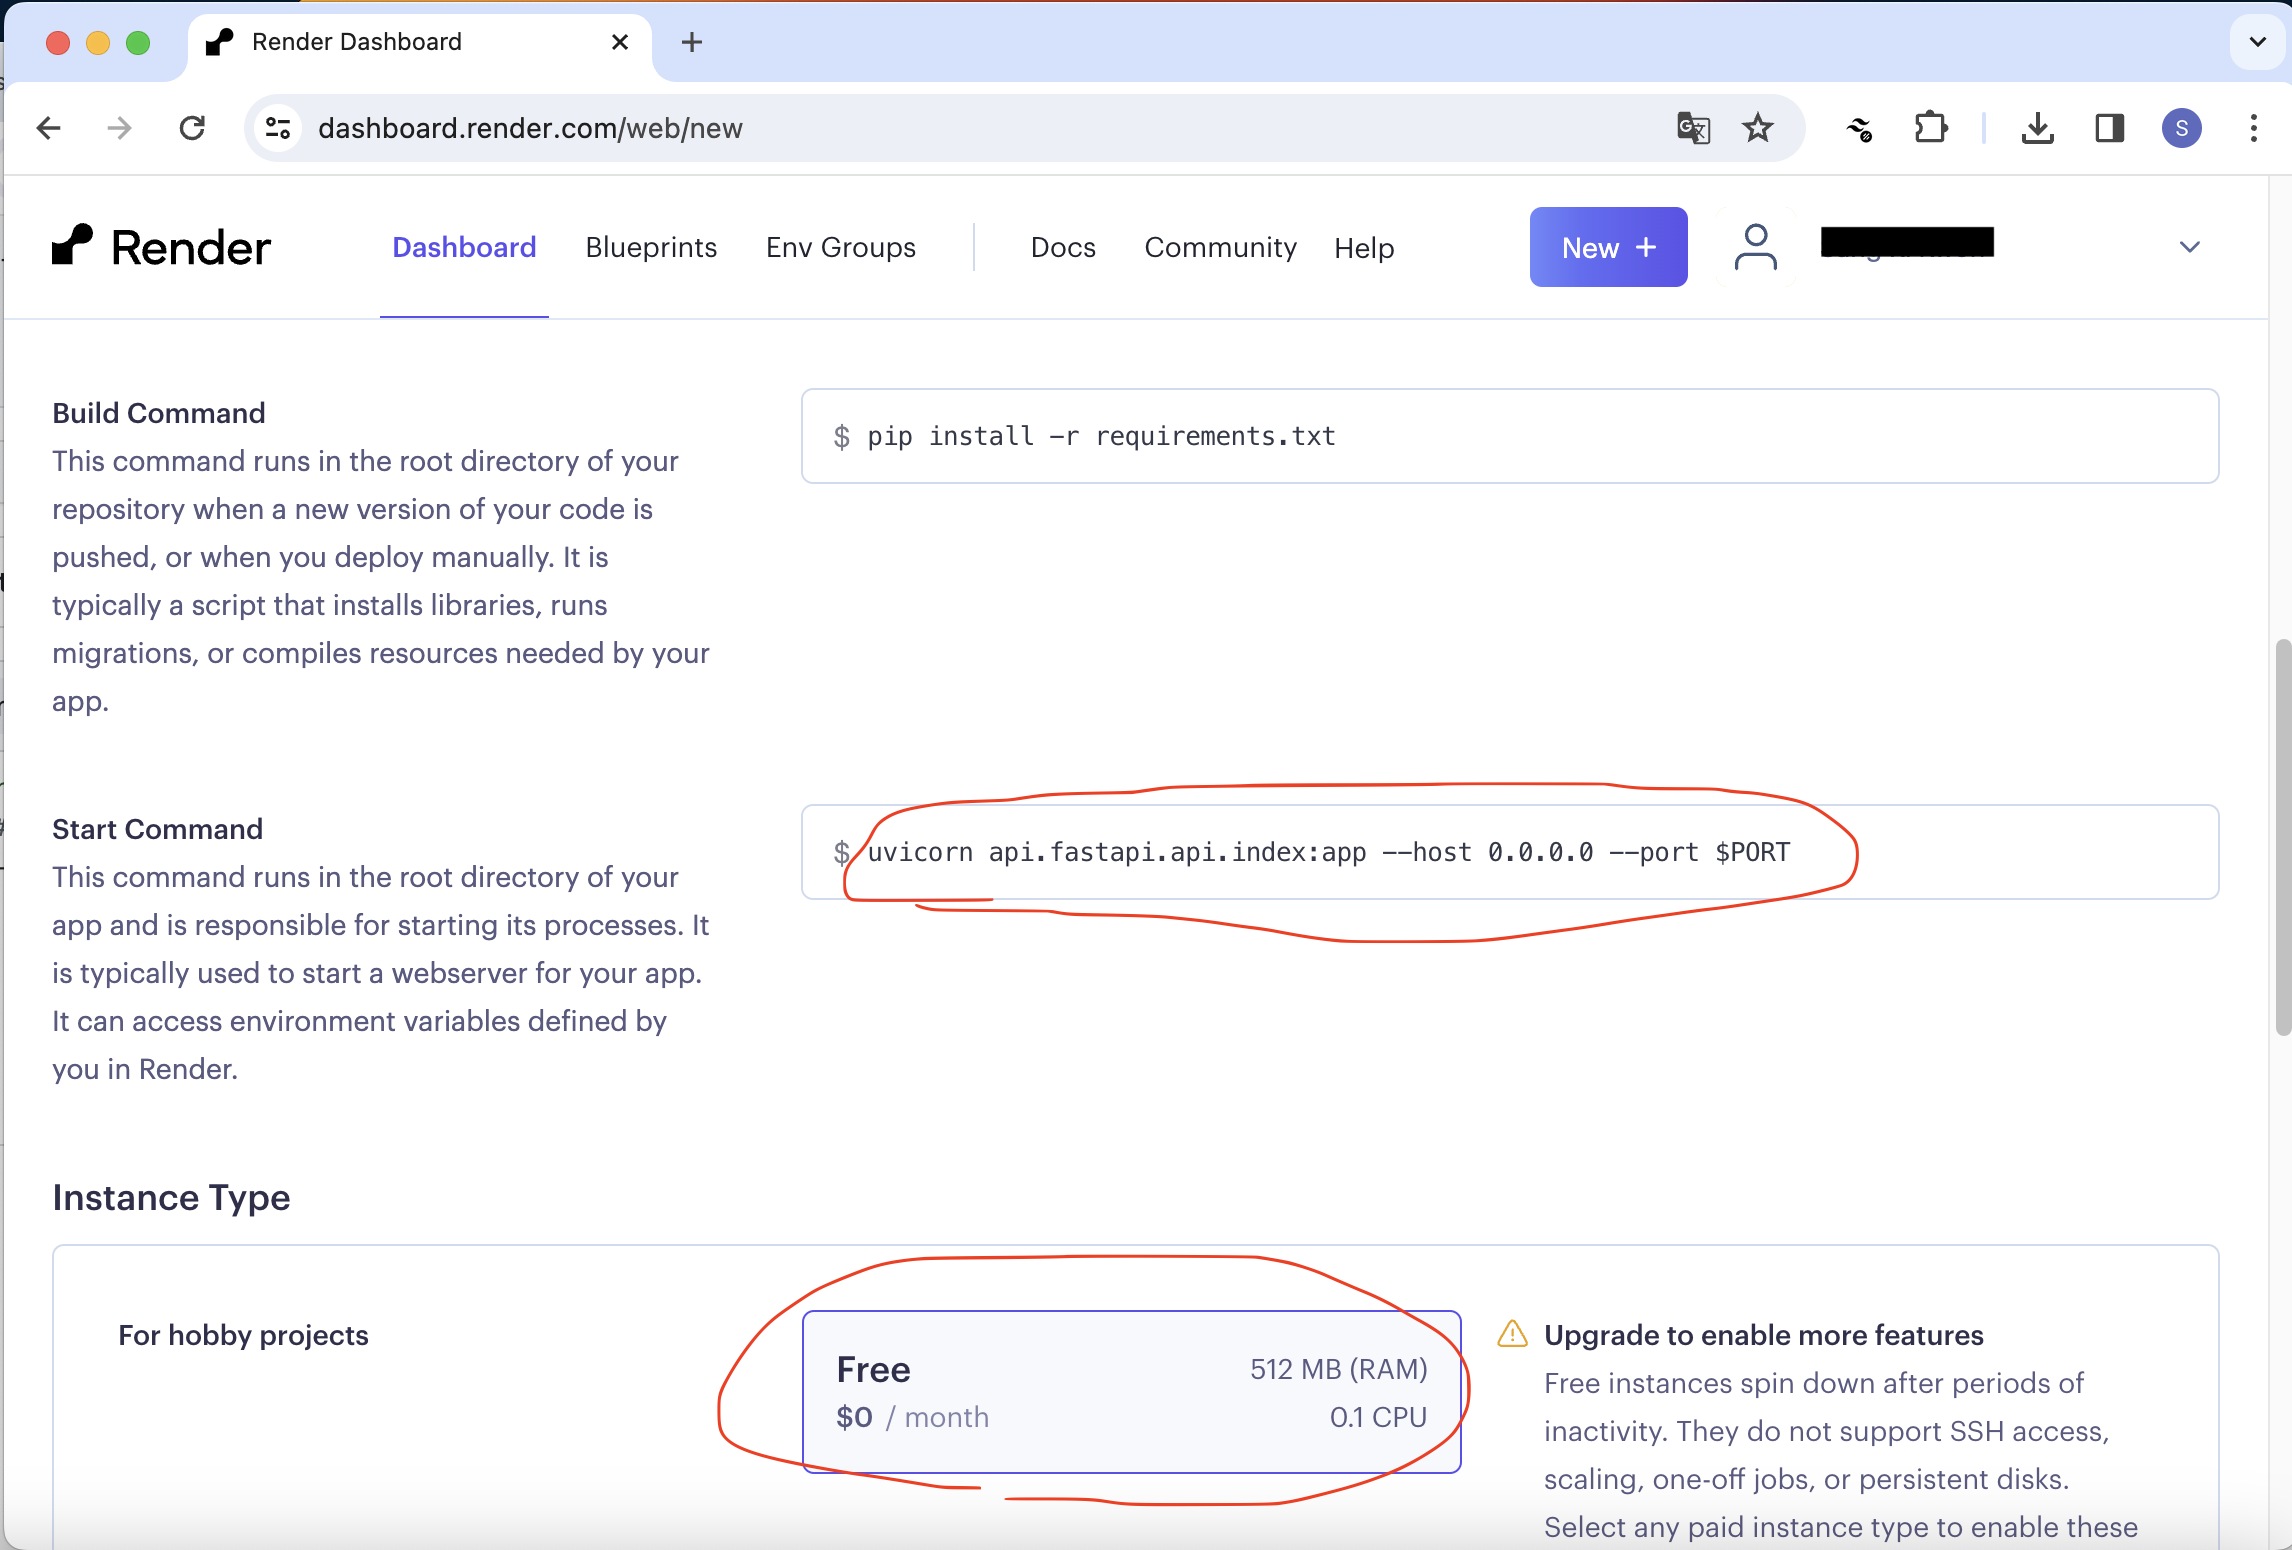 Render Dashboard
dashboard.render.com/web/new
S
Render Dashboard Blueprints Env Groups Docs Community Help New +
Build Command
This command runs in the root directory of your
repository when a new version of your code is
pushed, or when you deploy manually. It is
typically a script that installs libraries, runs
migrations, or compiles resources needed by your
app.
$ pip install -r requirements.txt
Start Command
This command runs in the root directory of your
app and is responsible for starting its processes. It
is typically used to start a webserver for your app.
It can access environment variables defined by
you in Render.
$ uvicorn api.fastapi.api.index:app --host 0.0.0.0 --port $PORT
Instance Type
For hobby projects
Free 512 MB (RAM)
$0 / month 0.1 CPU
Upgrade to enable more features
Free instances spin down after periods of
inactivity. They do not support SSH access,
scaling, one-off jobs, or persistent disks.
Select any paid instance type to enable these